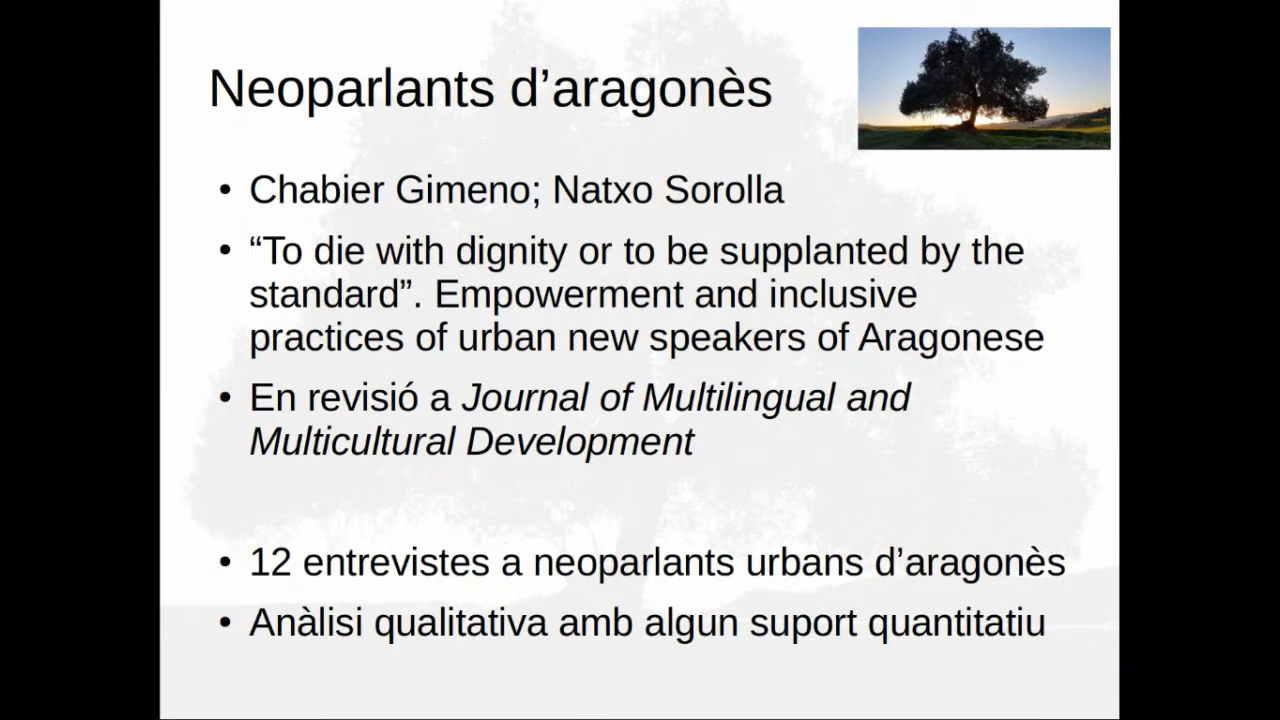 Neoparlants d’aragonès
• Chabier Gimeno; Natxo Sorolla
• “To die with dignity or to be supplanted by the
standard”. Empowerment and inclusive
practices of urban new speakers of Aragonese
• En revisió a Journal of Multilingual and
Multicultural Development
• 12 entrevistes a neoparlants urbans d’aragonès
• Anàlisi qualitativa amb algun suport quantitatiu